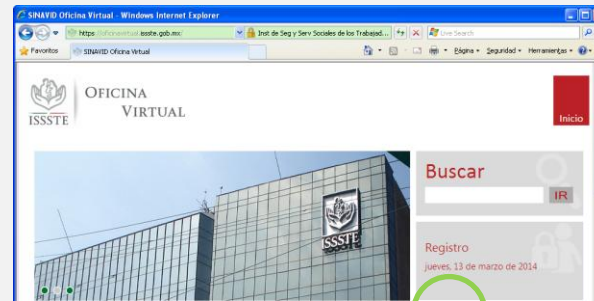 SINAVID Oficina Virtual - Windows Internet Explorer
https://oficinavirtual.issste.gob.mx/
Inst de Seg y Serv Sociales de los Trabajad...
Live Search
Favoritos
SINAVID Oficina Virtual
Página
Seguridad
Herramientas
ISSSTE
OFICINA
VIRTUAL
Inicio
ISSSTE
Buscar
IR
Registro
jueves, 13 de marzo de 2014